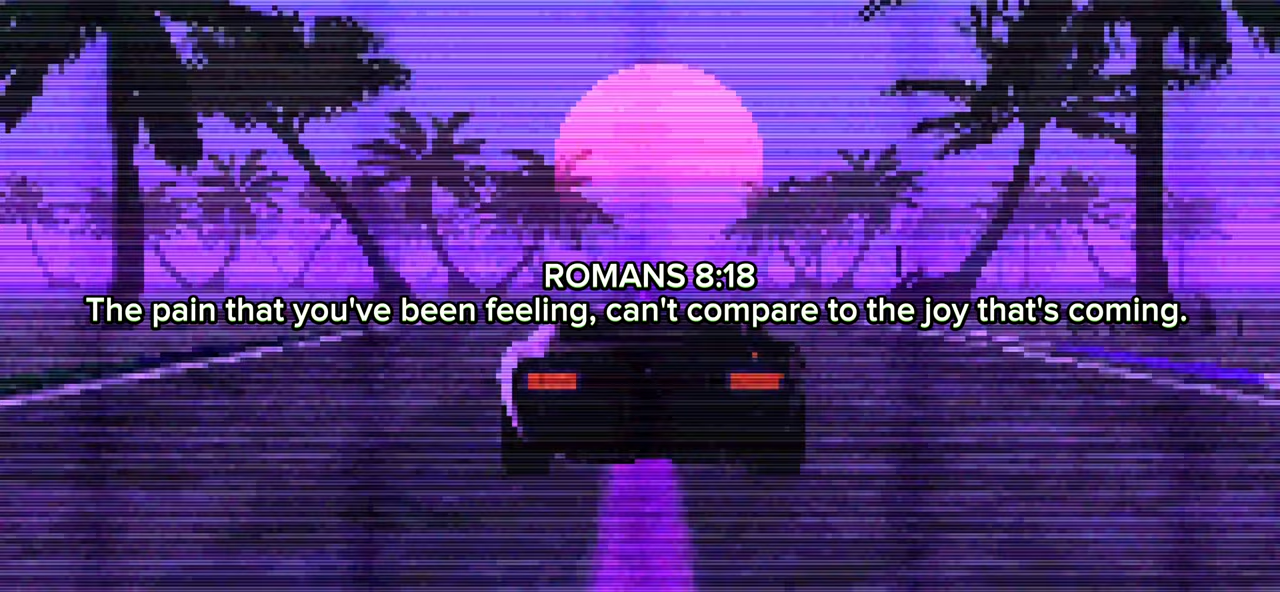 ROMANS 8:18
The pain that you've been feeling, can't compare to the joy that's coming.